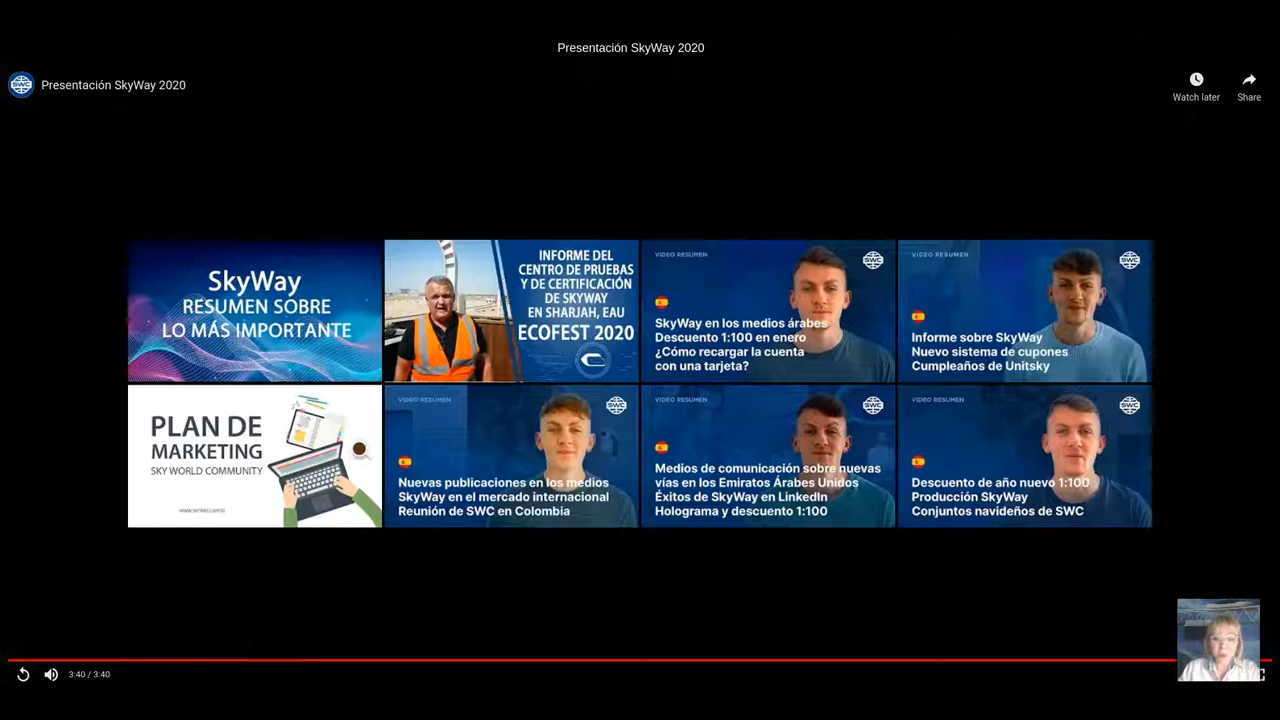 Presentación SkyWay 2020
SWC
Presentación SkyWay 2020
Watch later
Share
SkyWay
RESUMEN SOBRE
LO MÁS IMPORTANTE
INFORME DEL
CENTRO DE PRUEBAS
Y DE CERTIFICACIÓN
DE SKYWAY
EN SHARJAH, EAU
ECOFEST 2020
VIDEO RESUMEN
SWC
SkyWay en los medios árabes
Descuento 1:100 en enero
¿Cómo recargar la cuenta
con una tarjeta?
VIDEO RESUMEN
SWC
Informe sobre SkyWay
Nuevo sistema de cupones
Cumpleaños de Unitsky
PLAN DE
MARKETING
SKY WORLD COMMUNITY
VIDEO RESUMEN
SWC
Nuevas publicaciones en los medios
SkyWay en el mercado internacional
Reunión de SWC en Colombia
VIDEO RESUMEN
SWC
Medios de comunicación sobre nuevas
vías en los Emiratos Árabes Unidos
Éxitos de SkyWay en LinkedIn
Holograma y descuento 1:100
VIDEO RESUMEN
SWC
Descuento de año nuevo 1:100
Producción SkyWay
Conjuntos navideños de SWC
3:40 / 3:40